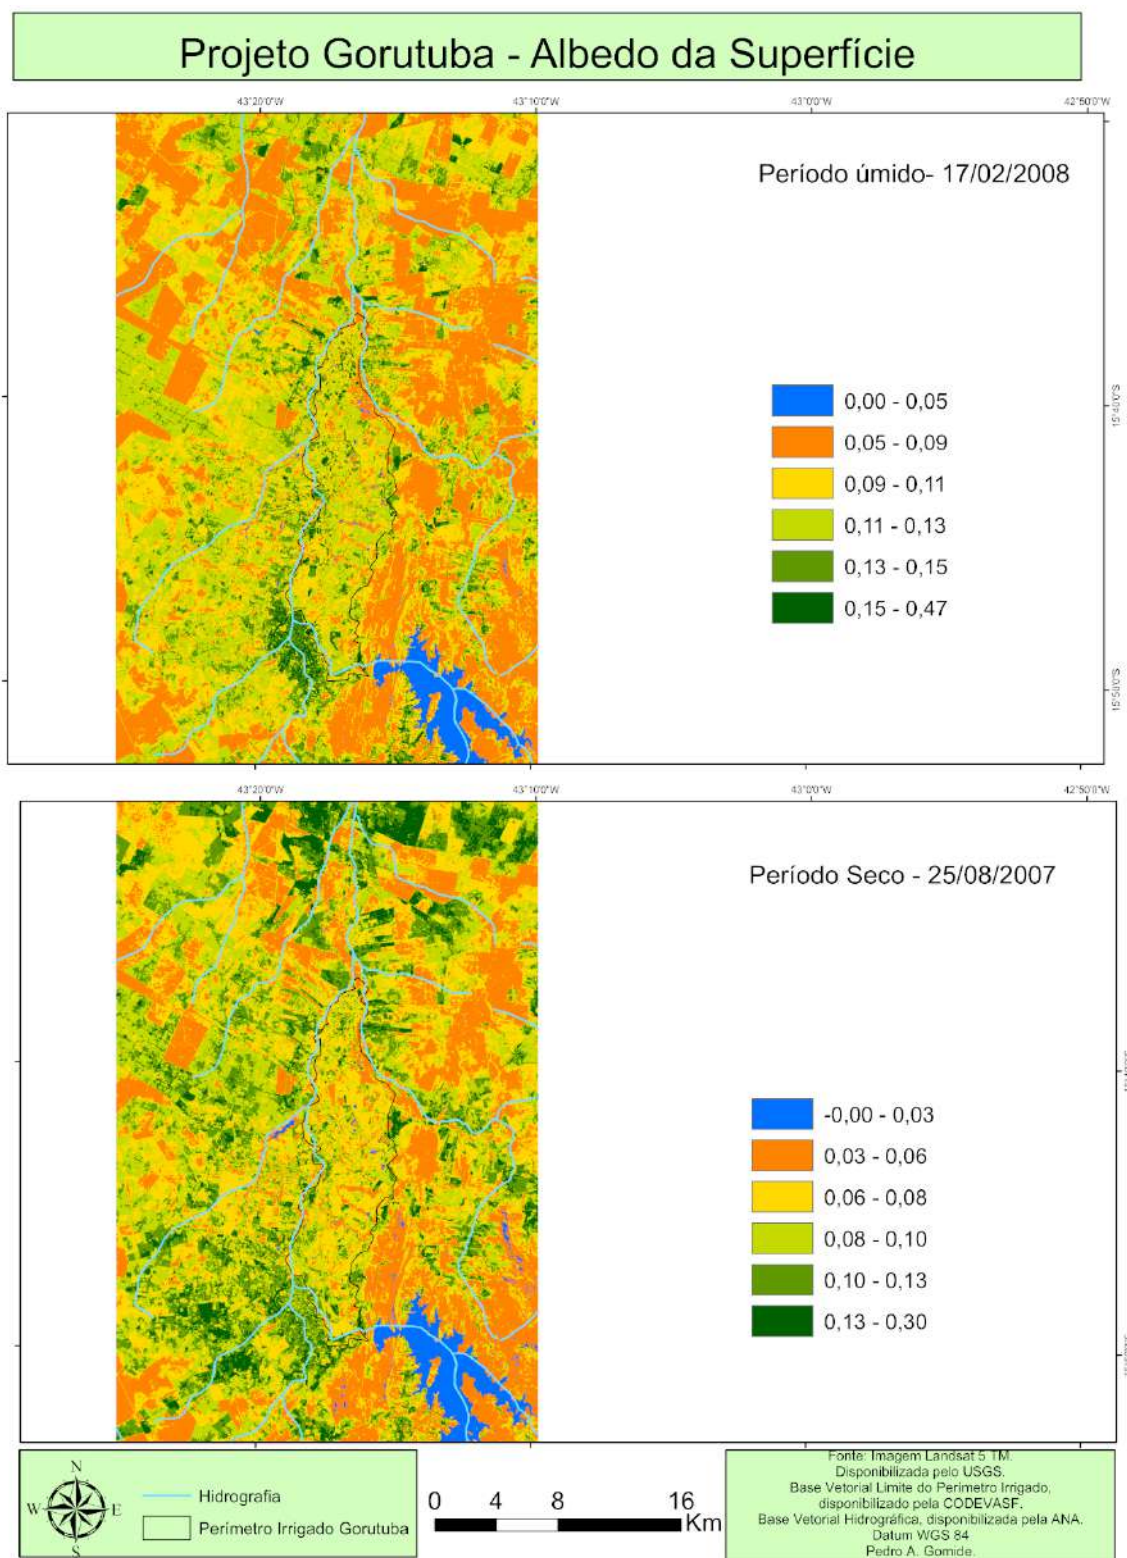 Projeto Gorutuba - Albedo da Superfície
43°20'0"W 43°10'0"W 43°0'0"W 42°50'0"W
Período úmido- 17/02/2008
0,00 - 0,05
0,05 - 0,09
0,09 - 0,11
0,11 - 0,13
0,13 - 0,15
0,15 - 0,47
15°40'0"S
15°50'0"S
43°20'0"W 43°10'0"W 43°0'0"W 42°50'0"W
Período Seco - 25/08/2007
-0,00 - 0,03
0,03 - 0,06
0,06 - 0,08
0,08 - 0,10
0,10 - 0,13
0,13 - 0,30
N
W E
S
Hidrografia
Perímetro Irrigado Gorutuba
0 4 8 16
Km
Fonte: Imagem Landsat 5 TM.
Disponibilizada pelo USGS.
Base Vetorial Limite do Perímetro Irrigado,
disponibilizado pela CODEVASF.
Base Vetorial Hidrográfica, disponibilizada pela ANA.
Datum WGS 84
Pedro A. Gomide.